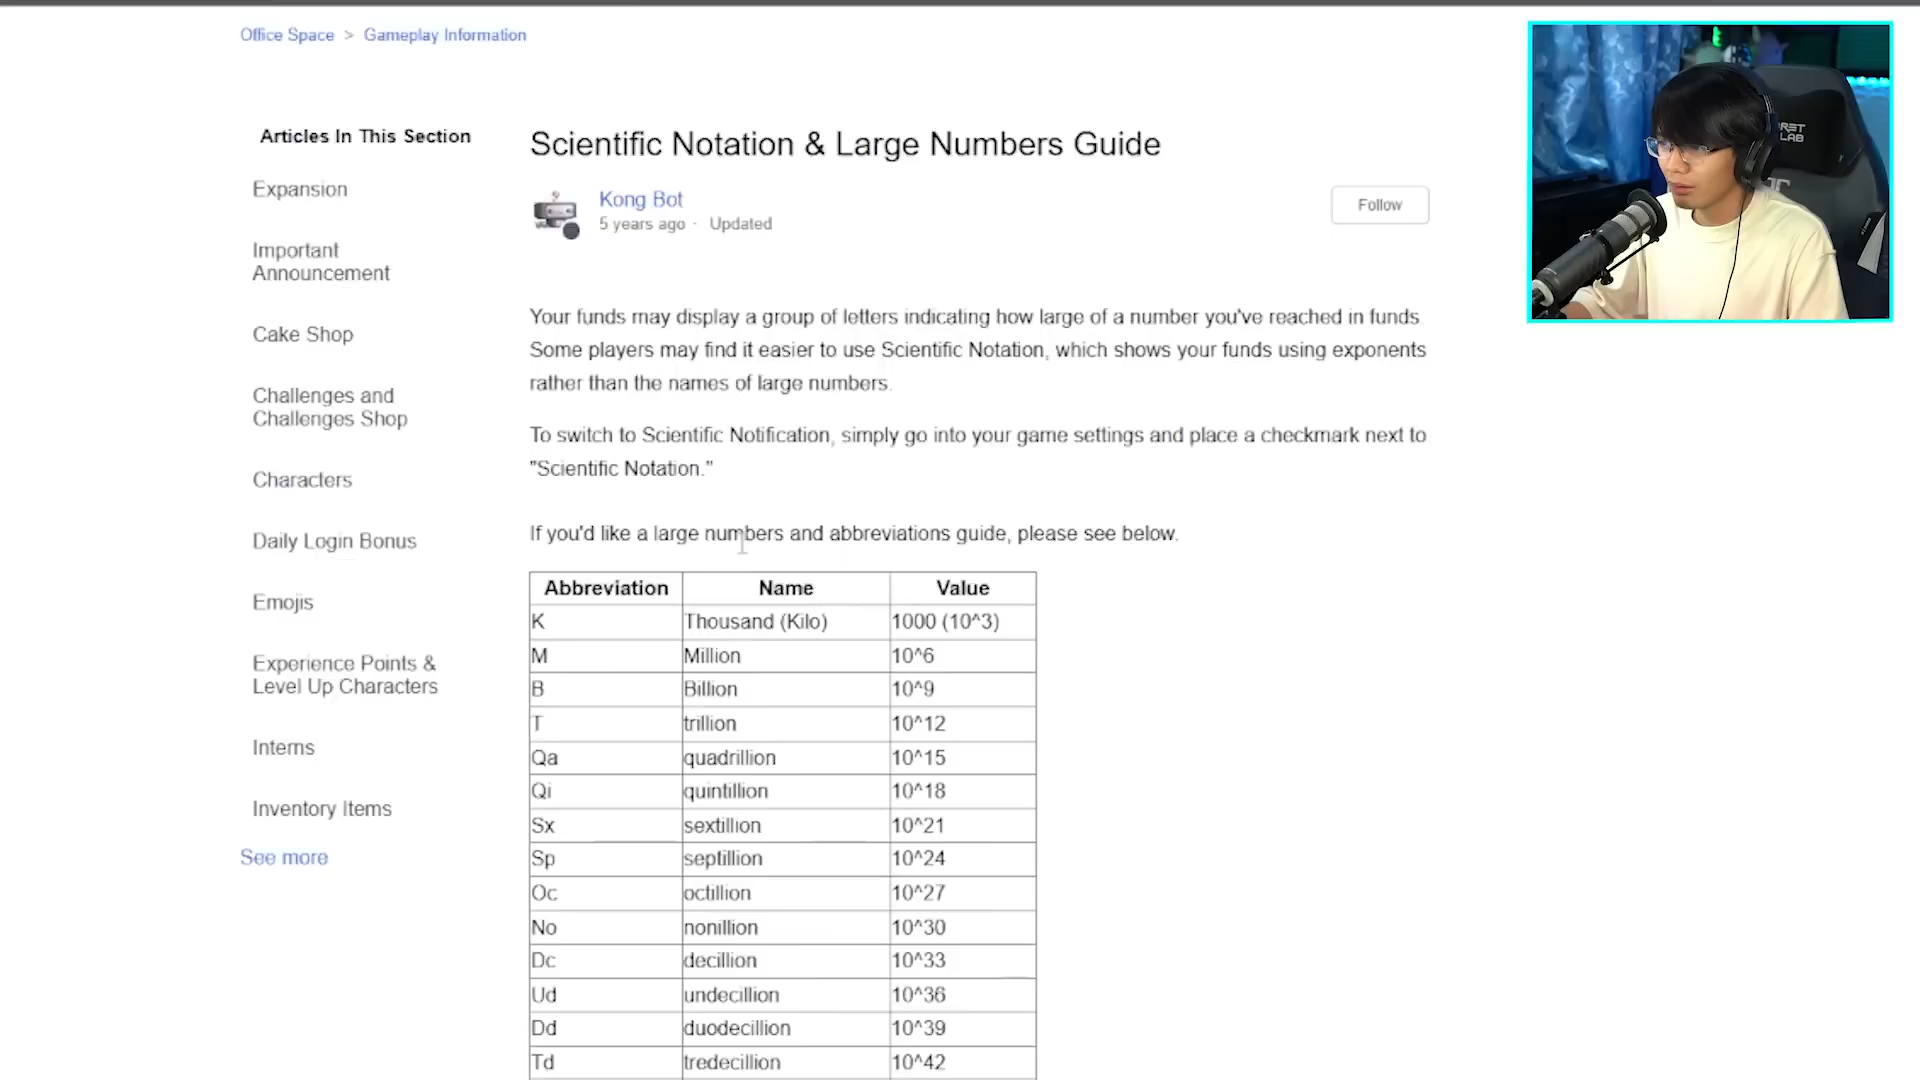 Office Space > Gameplay Information
Articles In This Section
Expansion
Important
Announcement
Cake Shop
Challenges and
Challenges Shop
Characters
Daily Login Bonus
Emojis
Experience Points &
Level Up Characters
Interns
Inventory Items
See more
Scientific Notation & Large Numbers Guide
Kong Bot
5 years ago · Updated
Follow
Your funds may display a group of letters indicating how large of a number you've reached in funds.
Some players may find it easier to use Scientific Notation, which shows your funds using exponents
rather than the names of large numbers.
To switch to Scientific Notification, simply go into your game settings and place a checkmark next to
"Scientific Notation."
If you'd like a large numbers and abbreviations guide, please see below.
Abbreviation Name Value
K Thousand (Kilo) 1000 (10^3)
M Million 10^6
B Billion 10^9
T trillion 10^12
Qa quadrillion 10^15
Qi quintillion 10^18
Sx sextillion 10^21
Sp septillion 10^24
Oc octillion 10^27
No nonillion 10^30
Dc decillion 10^33
Ud undecillion 10^36
Dd duodecillion 10^39
Td tredecillion 10^42
LAB